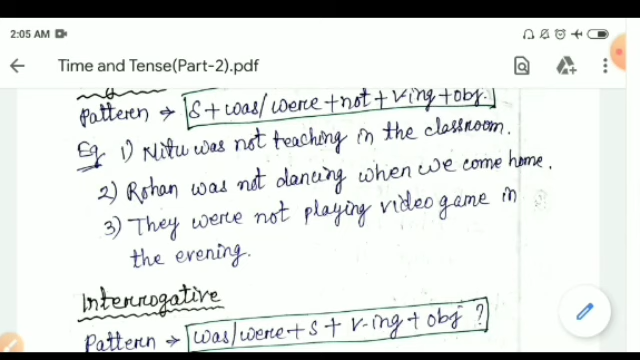 2:05 AM
Time and Tense(Part-2).pdf
Pattern → S + was/were + not + V ing + obj.
Eg 1) Nitu was not teaching in the classroom.
2) Rohan was not dancing when we come home.
3) They were not playing video game in
the evening.
Interrogative
Pattern → was/were + S + V-ing + obj ?